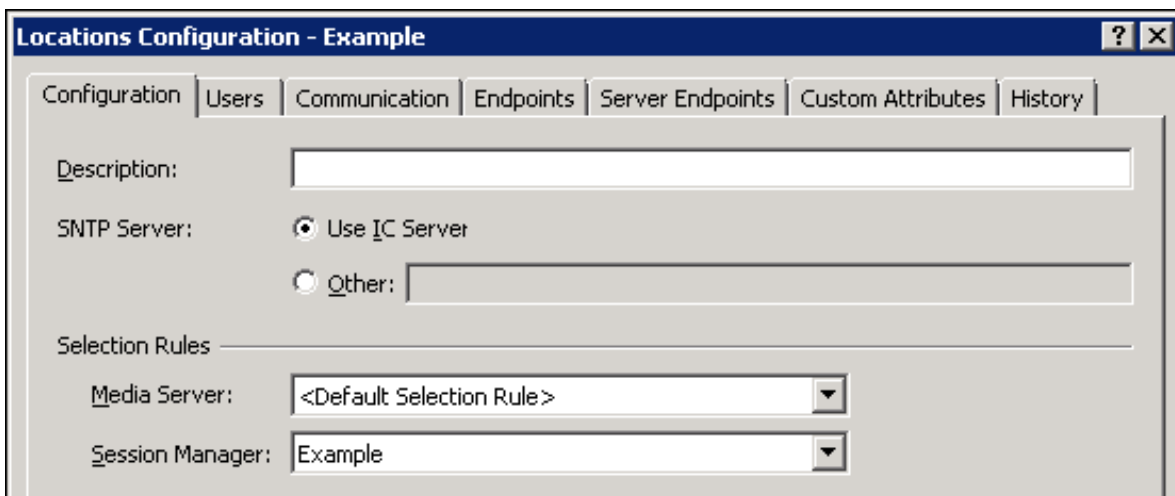 Locations Configuration - Example
Configuration Users Communication Endpoints Server Endpoints Custom Attributes History
Description:
SNTP Server: Use IC Server
Other:
Selection Rules
Media Server: <Default Selection Rule>
Session Manager: Example